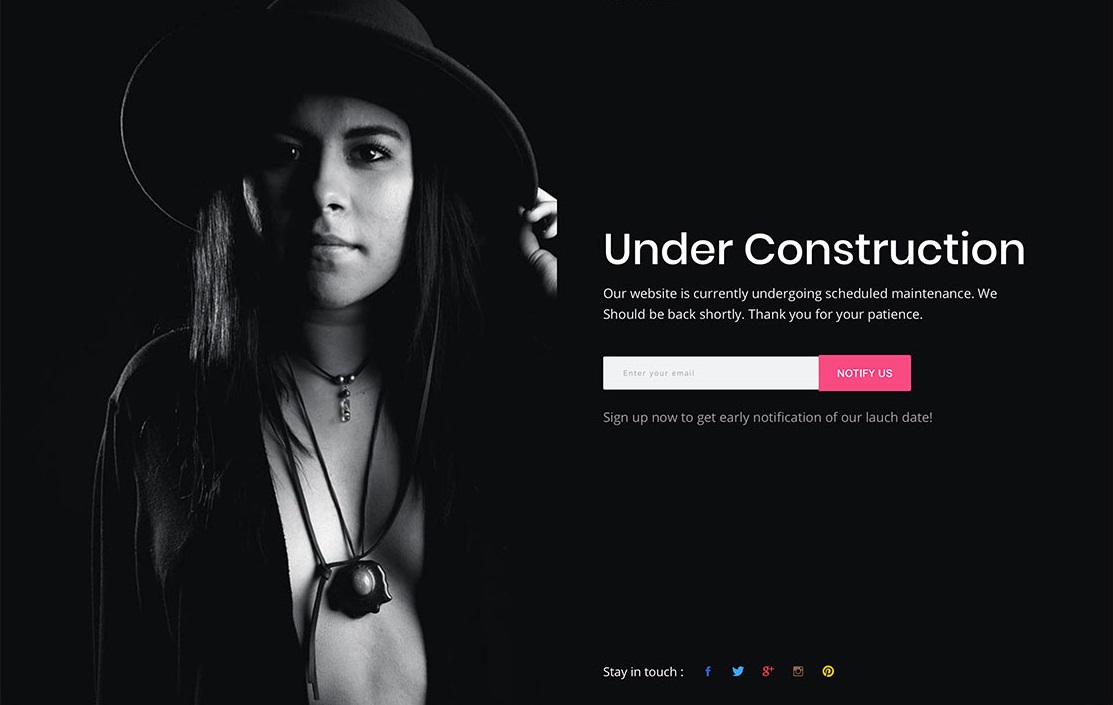 Under Construction
Our website is currently undergoing scheduled maintenance. We
Should be back shortly. Thank you for your patience.
Enter your email NOTIFY US
Sign up now to get early notification of our lauch date!
Stay in touch :